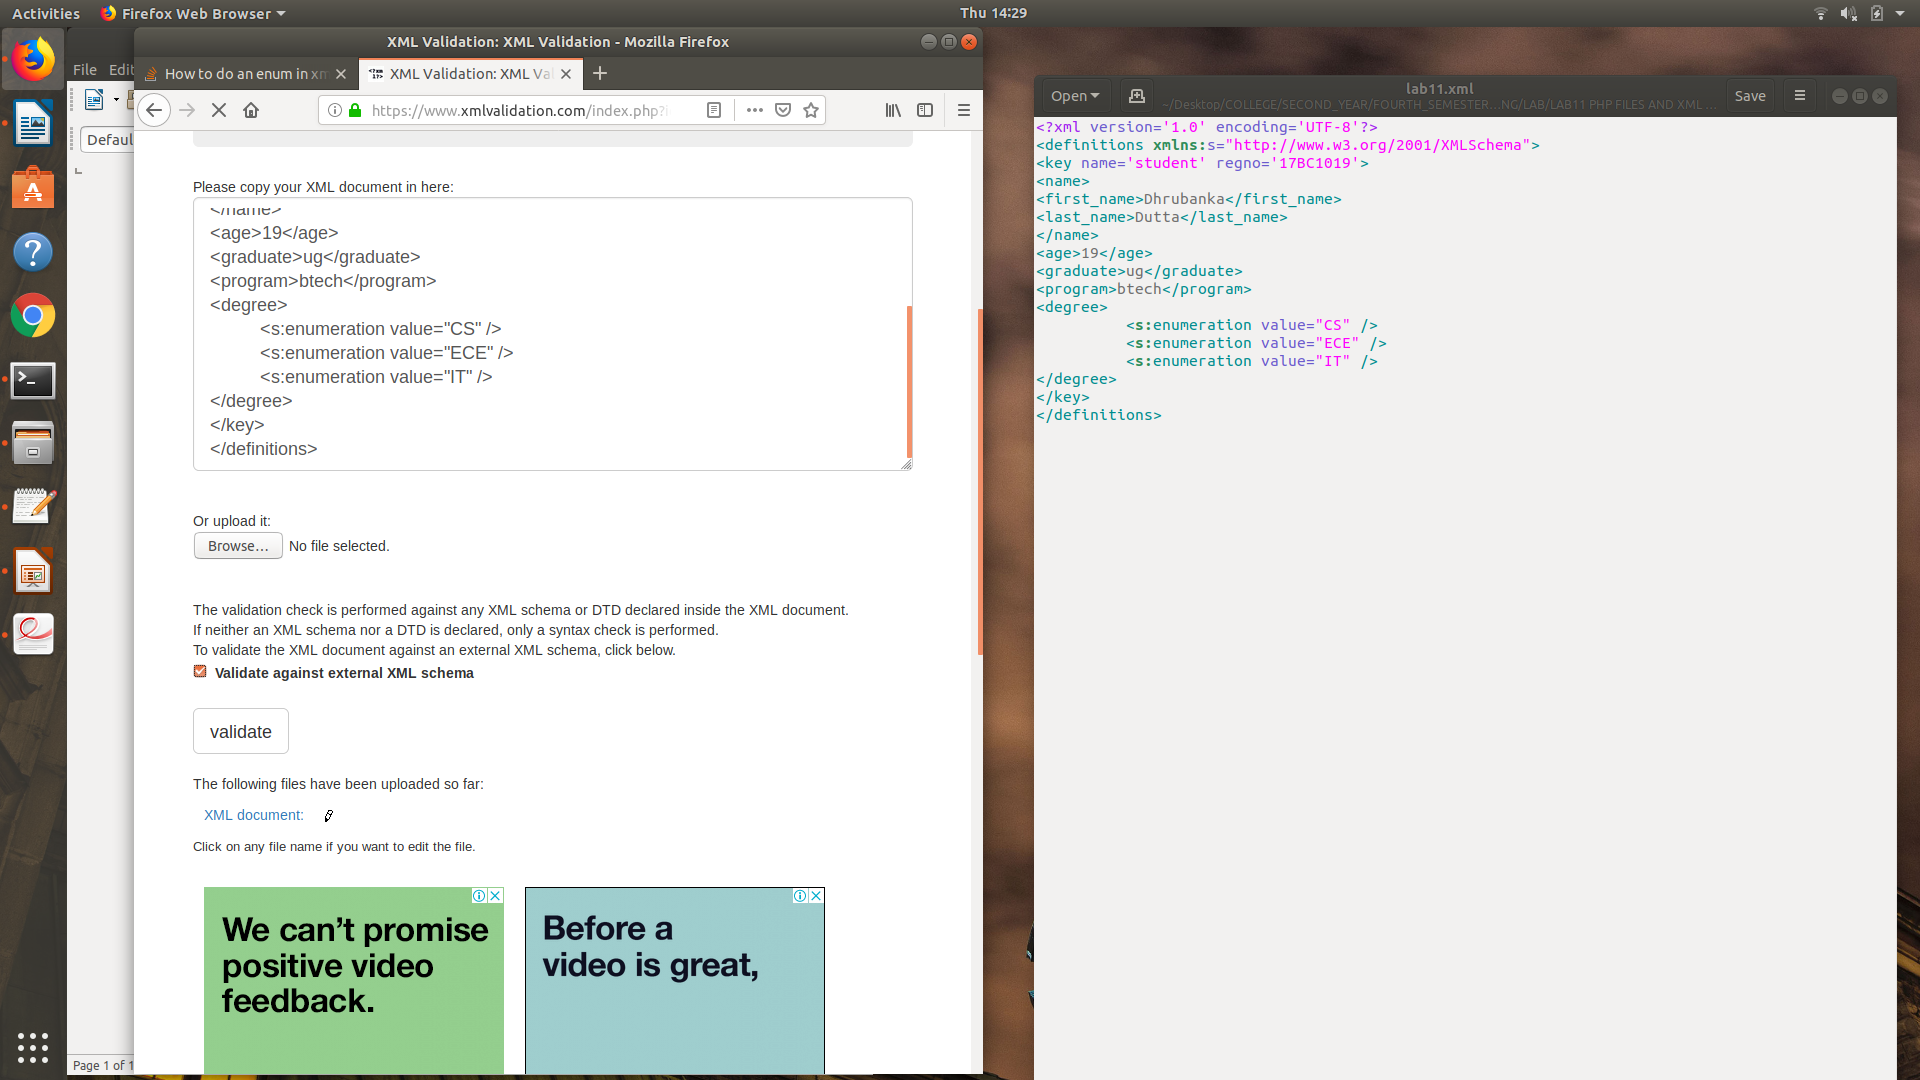 Activities
Firefox Web Browser
Thu 14:29
File Edit
Defaul
Page 1 of 1
XML Validation: XML Validation - Mozilla Firefox
How to do an enum in xm
XML Validation: XML Va
https://www.xmlvalidation.com/index.php?i
Please copy your XML document in here:
</name>
<age>19</age>
<graduate>ug</graduate>
<program>btech</program>
<degree>
<s:enumeration value="CS" />
<s:enumeration value="ECE" />
<s:enumeration value="IT" />
</degree>
</key>
</definitions>
Or upload it:
Browse… No file selected.
The validation check is performed against any XML schema or DTD declared inside the XML document.
If neither an XML schema nor a DTD is declared, only a syntax check is performed.
To validate the XML document against an external XML schema, click below.
Validate against external XML schema
validate
The following files have been uploaded so far:
XML document:
Click on any file name if you want to edit the file.
We can't promise
positive video
feedback.
Before a
video is great,
Open
lab11.xml
~/Desktop/COLLEGE/SECOND_YEAR/FOURTH_SEMESTER…NG/LAB/LAB11 PHP FILES AND XML …
Save
<?xml version='1.0' encoding='UTF-8'?>
<definitions xmlns:s="http://www.w3.org/2001/XMLSchema">
<key name='student' regno='17BC1019'>
<name>
<first_name>Dhrubanka</first_name>
<last_name>Dutta</last_name>
</name>
<age>19</age>
<graduate>ug</graduate>
<program>btech</program>
<degree>
<s:enumeration value="CS" />
<s:enumeration value="ECE" />
<s:enumeration value="IT" />
</degree>
</key>
</definitions>